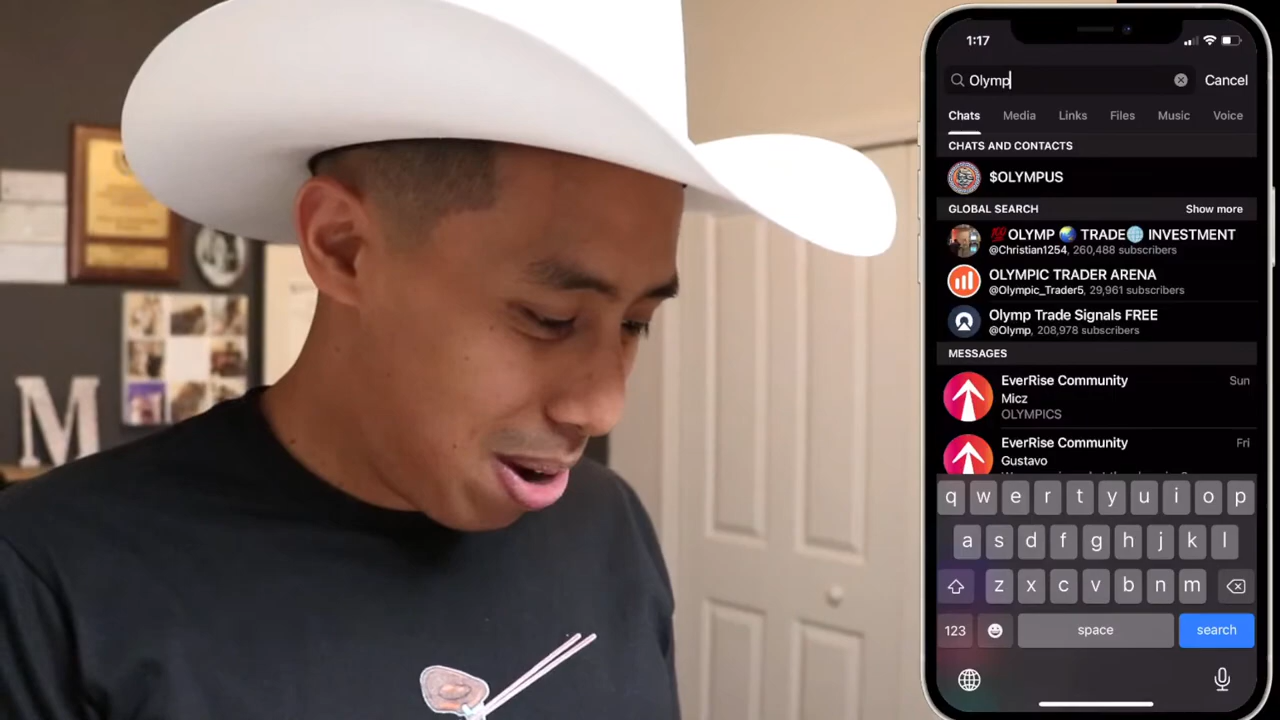 M
1:17
Olymp
Cancel
Chats Media Links Files Music Voice
CHATS AND CONTACTS
$OLYMPUS
GLOBAL SEARCH Show more
💯OLYMP 🌏 TRADE🌐 INVESTMENT
@Christian1254, 260,488 subscribers
OLYMPIC TRADER ARENA
@Olympic_Trader5, 29,961 subscribers
Olymp Trade Signals FREE
@Olymp, 208,978 subscribers
MESSAGES
EverRise Community Sun
Micz
OLYMPICS
EverRise Community Fri
Gustavo
q w e r t y u i o p
a s d f g h j k l
z x c v b n m
123 space search